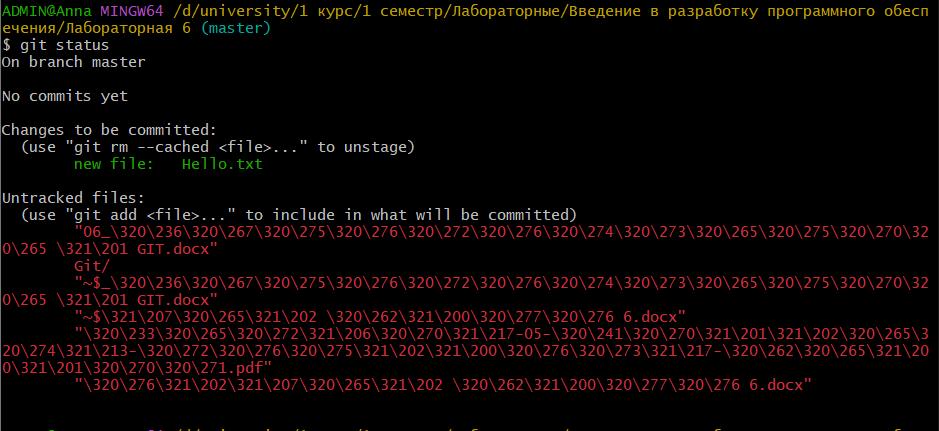 ADMIN@Anna MINGW64 /d/university/1 курс/1 семестр/Лабораторные/Введение в разработку программного обесп
ечения/Лабораторная 6 (master)
$ git status
On branch master
No commits yet
Changes to be committed:
(use "git rm --cached <file>..." to unstage)
new file:   Hello.txt
Untracked files:
(use "git add <file>..." to include in what will be committed)
"06_\320\236\320\267\320\275\320\276\320\272\320\276\320\274\320\273\320\265\320\275\320\270\32
0\265 \321\201 GIT.docx"
Git/
"~$_\320\236\320\267\320\275\320\276\320\272\320\276\320\274\320\273\320\265\320\275\320\270\32
0\265 \321\201 GIT.docx"
"~$\321\207\320\265\321\202 \320\262\321\200\320\277\320\276 6.docx"
"\320\233\320\265\320\272\321\206\320\270\321\217-05-\320\241\320\270\321\201\321\202\320\265\3
20\274\321\213-\320\272\320\276\320\275\321\202\321\200\320\276\320\273\321\217-\320\262\320\265\321\20
0\321\201\320\270\320\271.pdf"
"\320\276\321\202\321\207\320\265\321\202 \320\262\321\200\320\277\320\276 6.docx"